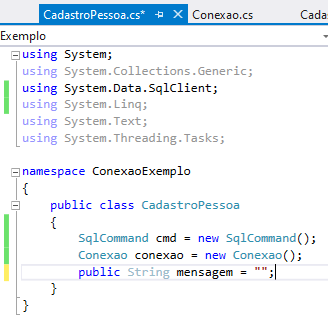 CadastroPessoa.cs* Conexao.cs
Exemplo
using System;
using System.Collections.Generic;
using System.Data.SqlClient;
using System.Linq;
using System.Text;
using System.Threading.Tasks;
namespace ConexaoExemplo
{
public class CadastroPessoa
{
SqlCommand cmd = new SqlCommand();
Conexao conexao = new Conexao();
public String mensagem = "";
}
}